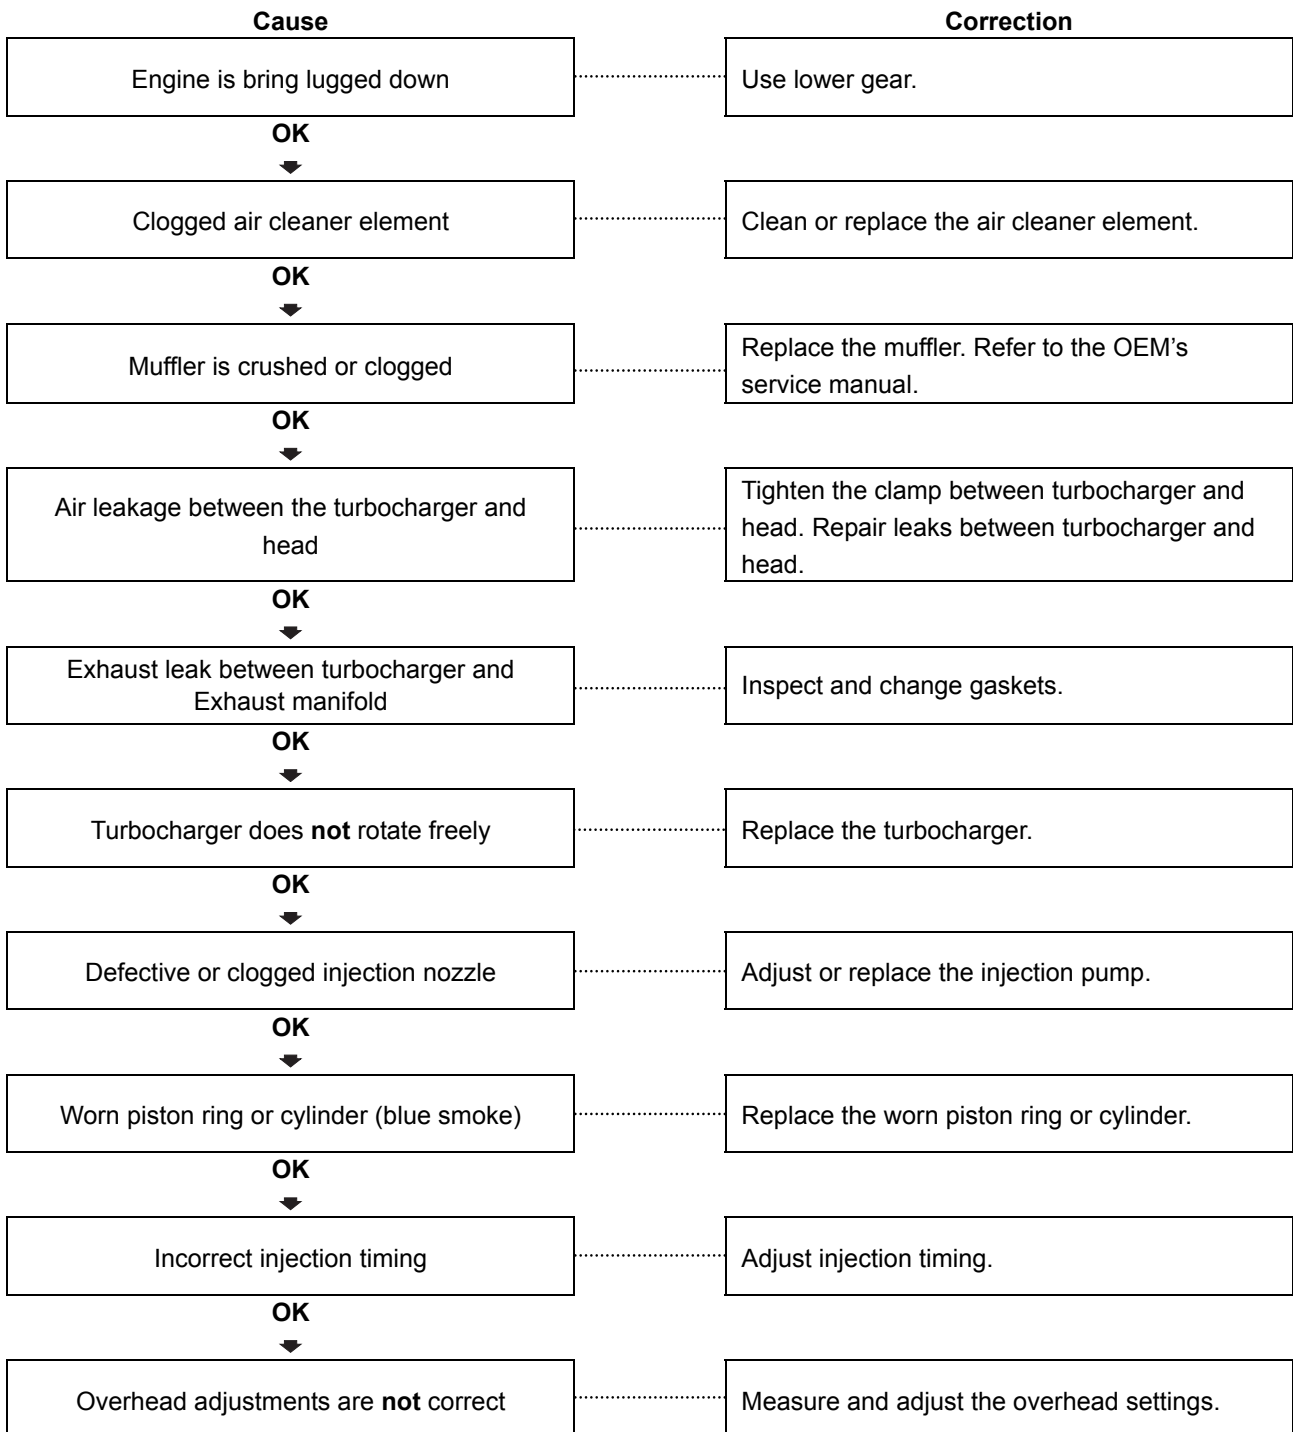 Cause
Correction
Engine is bring lugged down
Use lower gear.
OK
Clogged air cleaner element
Clean or replace the air cleaner element.
OK
Muffler is crushed or clogged
Replace the muffler. Refer to the OEM’s
service manual.
OK
Air leakage between the turbocharger and
head
Tighten the clamp between turbocharger and
head. Repair leaks between turbocharger and
head.
OK
Exhaust leak between turbocharger and
Exhaust manifold
Inspect and change gaskets.
OK
Turbocharger does not rotate freely
Replace the turbocharger.
OK
Defective or clogged injection nozzle
Adjust or replace the injection pump.
OK
Worn piston ring or cylinder (blue smoke)
Replace the worn piston ring or cylinder.
OK
Incorrect injection timing
Adjust injection timing.
OK
Overhead adjustments are not correct
Measure and adjust the overhead settings.